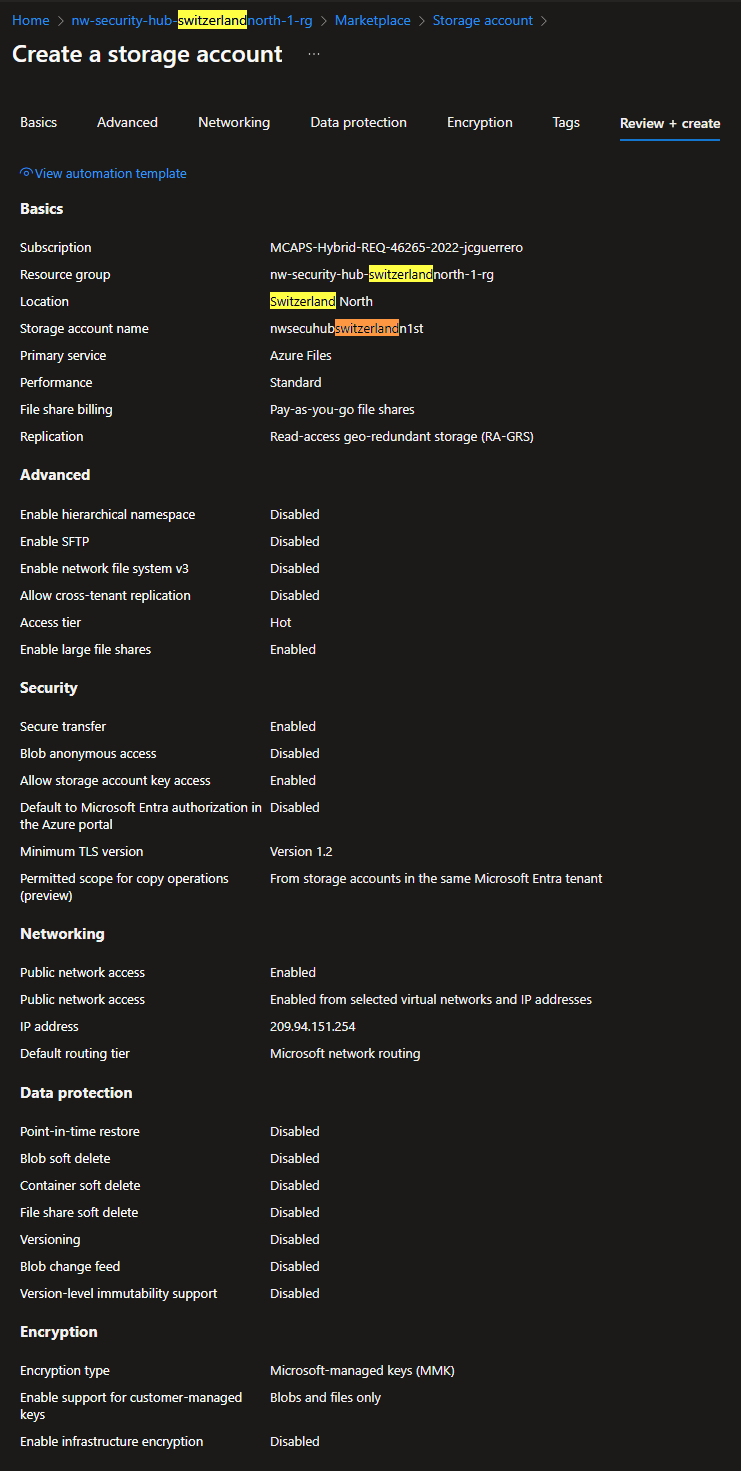 Home > nw-security-hub-switzerlandnorth-1-rg > Marketplace > Storage account >
Create a storage account ...
Basics Advanced Networking Data protection Encryption Tags Review + create
View automation template
Basics
Subscription MCAPS-Hybrid-REQ-46265-2022-jcguerrero
Resource group nw-security-hub-switzerlandnorth-1-rg
Location Switzerland North
Storage account name nwsecuhubswitzerlandn1st
Primary service Azure Files
Performance Standard
File share billing Pay-as-you-go file shares
Replication Read-access geo-redundant storage (RA-GRS)
Advanced
Enable hierarchical namespace Disabled
Enable SFTP Disabled
Enable network file system v3 Disabled
Allow cross-tenant replication Disabled
Access tier Hot
Enable large file shares Enabled
Security
Secure transfer Enabled
Blob anonymous access Disabled
Allow storage account key access Enabled
Default to Microsoft Entra authorization in Disabled
the Azure portal
Minimum TLS version Version 1.2
Permitted scope for copy operations From storage accounts in the same Microsoft Entra tenant
(preview)
Networking
Public network access Enabled
Public network access Enabled from selected virtual networks and IP addresses
IP address 209.94.151.254
Default routing tier Microsoft network routing
Data protection
Point-in-time restore Disabled
Blob soft delete Disabled
Container soft delete Disabled
File share soft delete Disabled
Versioning Disabled
Blob change feed Disabled
Version-level immutability support Disabled
Encryption
Encryption type Microsoft-managed keys (MMK)
Enable support for customer-managed Blobs and files only
keys
Enable infrastructure encryption Disabled